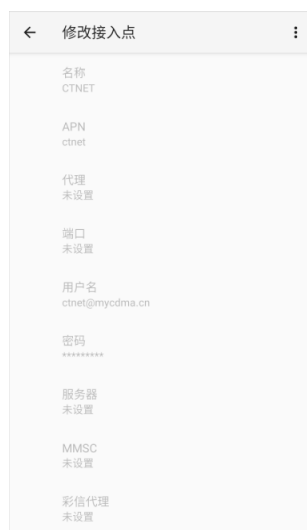 修改接入点
名称
CTNET
APN
ctnet
代理
未设置
端口
未设置
用户名
ctnet@mycdma.cn
密码
*********
服务器
未设置
MMSC
未设置
彩信代理
未设置